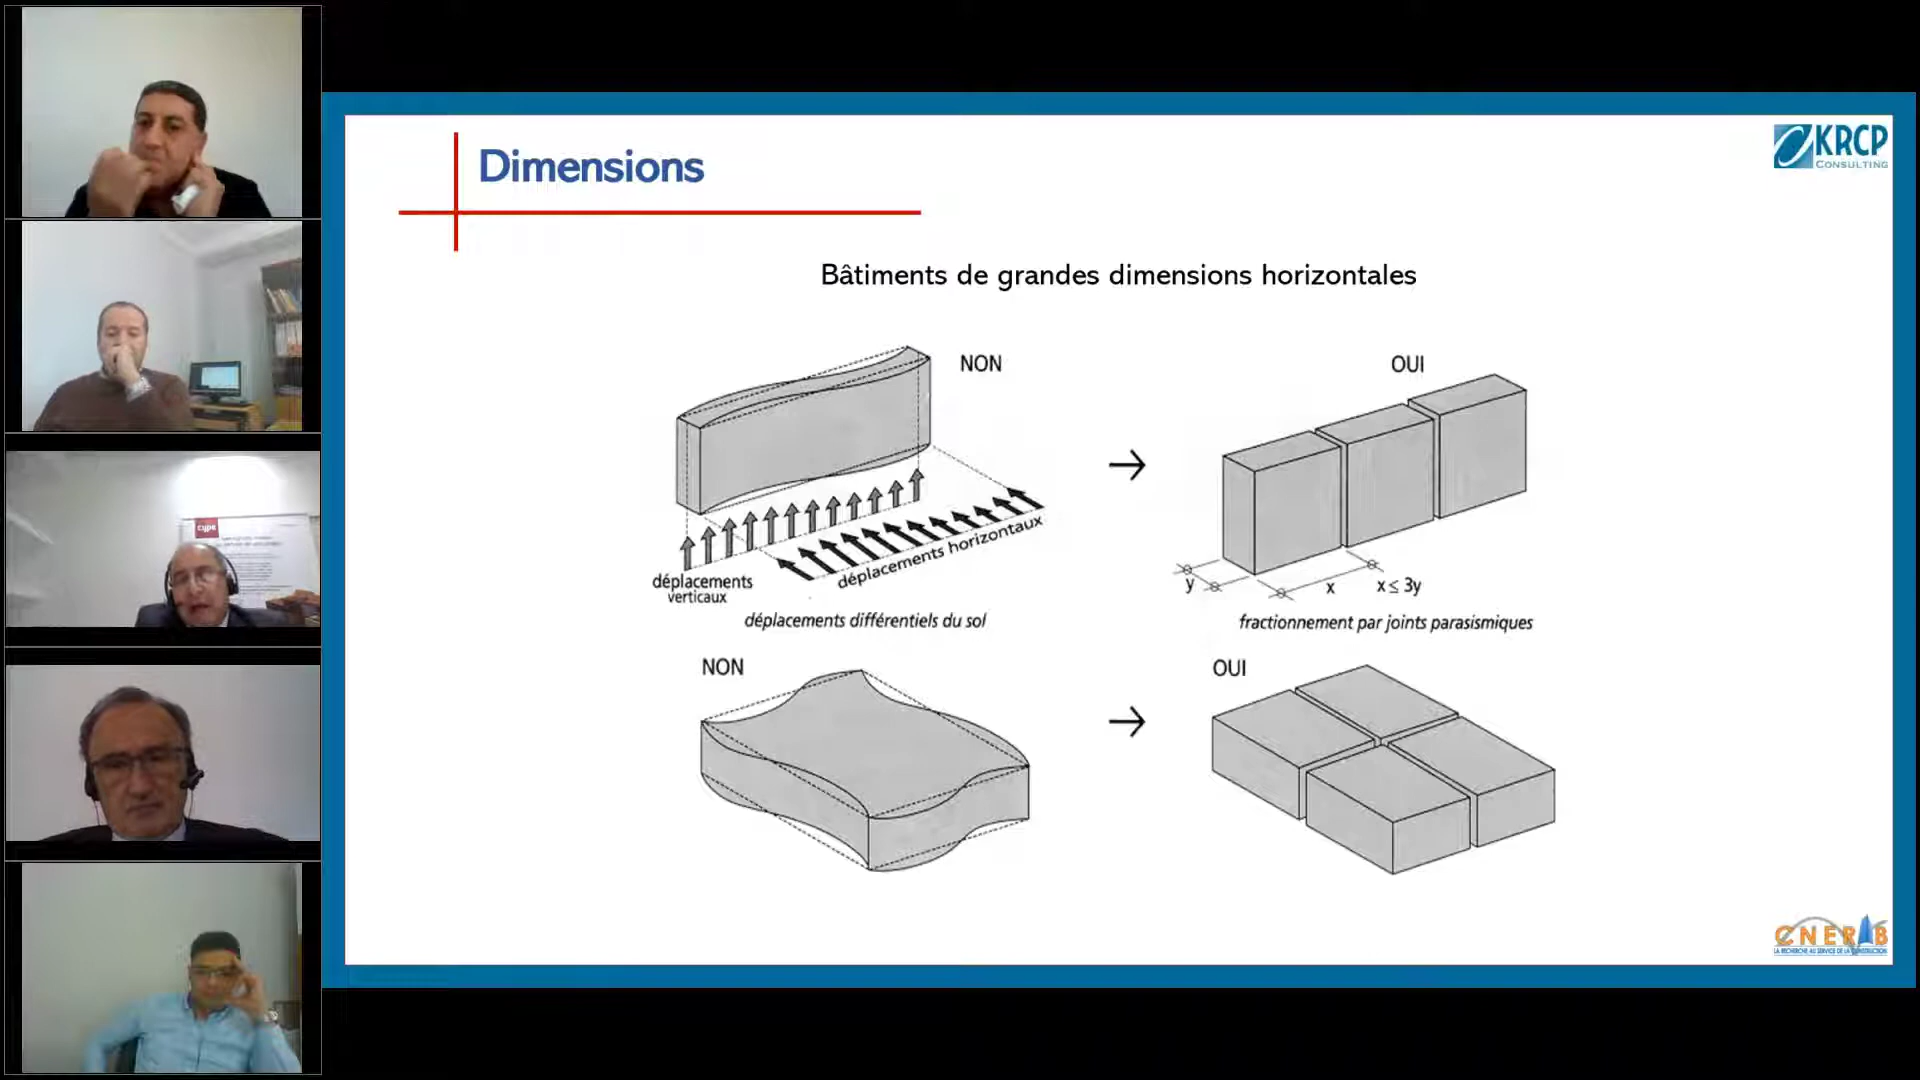 Dimensions
KRCP
CONSULTING
Bâtiments de grandes dimensions horizontales
NON
OUI
déplacements horizontaux
déplacements
verticaux
y
x
x ≤ 3y
déplacements différentiels du sol
fractionnement par joints parasismiques
NON
OUI
cype
CNERIB
LA RECHERCHE AU SERVICE DE LA CONSTRUCTION